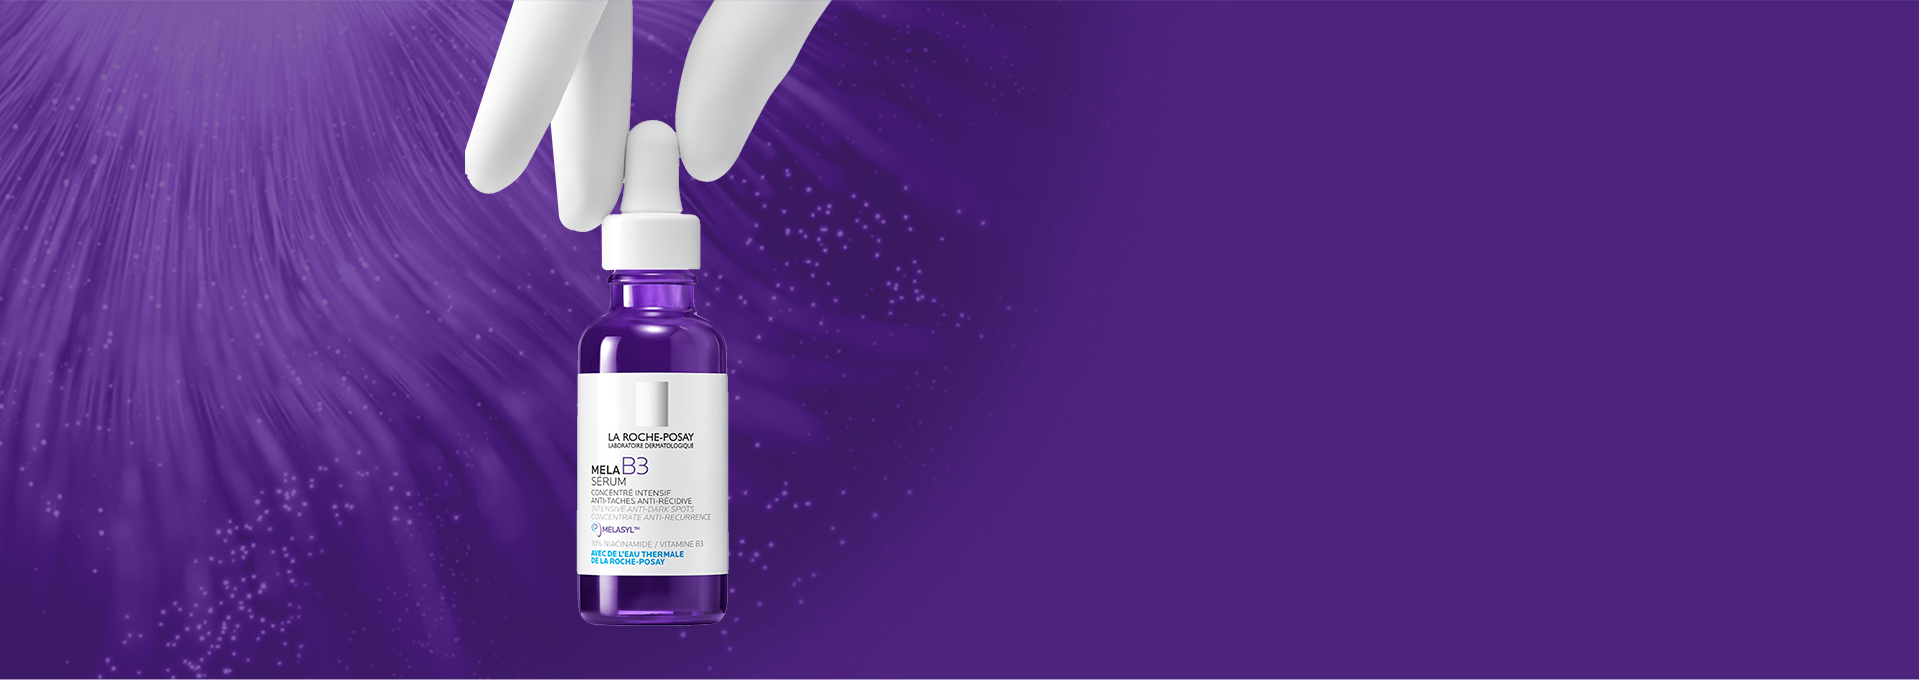 LA ROCHE-POSAY
LABORATOIRE DERMATOLOGIQUE
MELA B3
SÉRUM
CONCENTRÉ INTENSIF
ANTI-TACHES ANTI-RÉCIDIVE
INTENSIVE ANTI-DARK SPOTS
CONCENTRATE ANTI-RECURRENCE
MELASYL™
10% NIACINAMIDE / VITAMINE B3
AVEC DE L'EAU THERMALE
DE LA ROCHE-POSAY